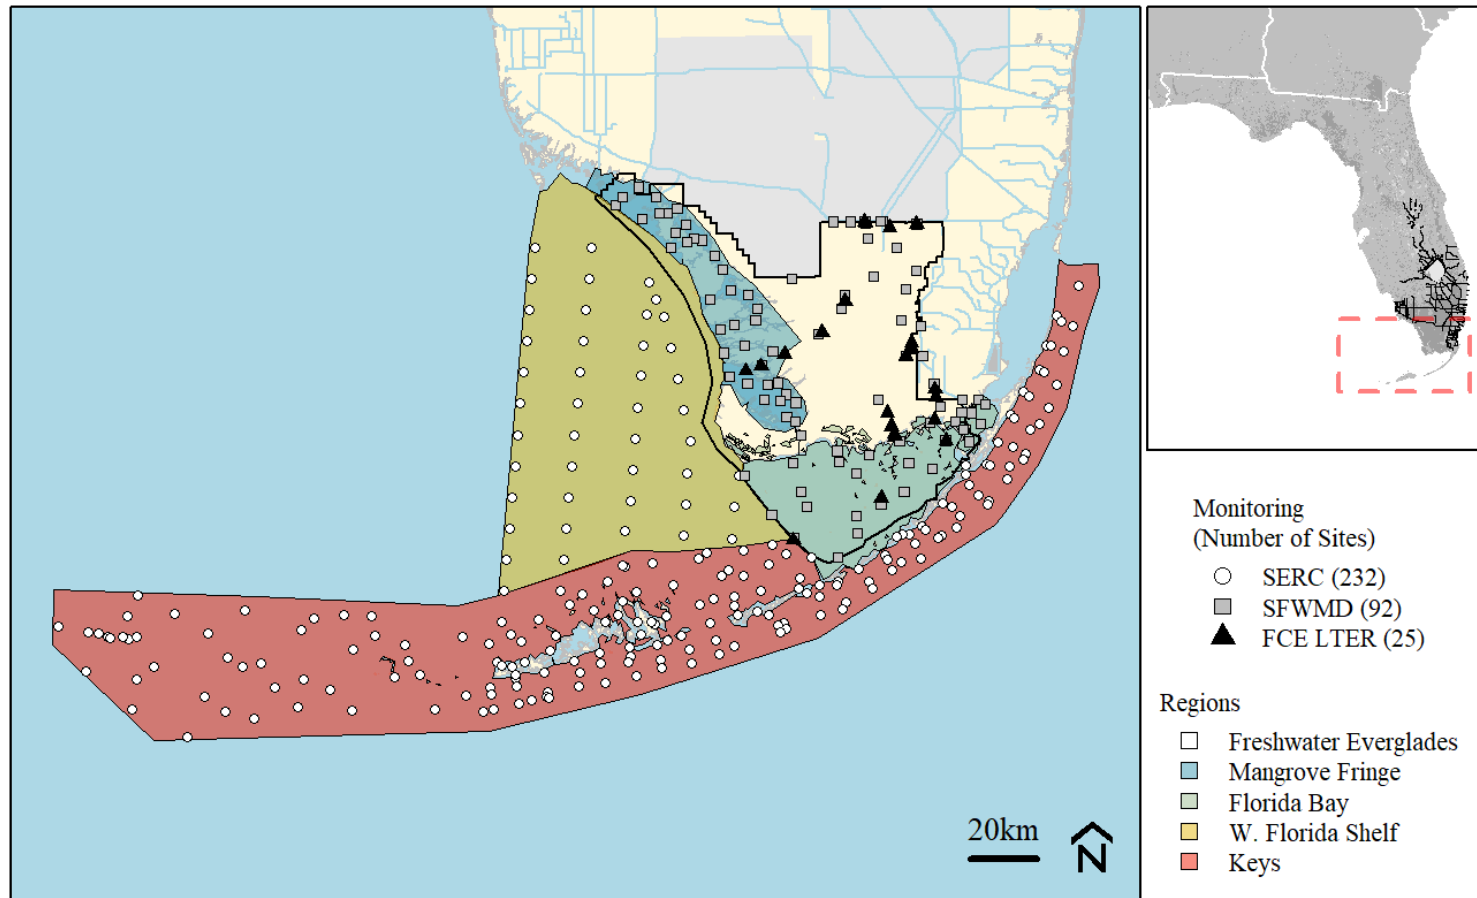 20km
N
Monitoring
(Number of Sites)
SERC (232)
SFWMD (92)
FCE LTER (25)
Regions
Freshwater Everglades
Mangrove Fringe
Florida Bay
W. Florida Shelf
Keys